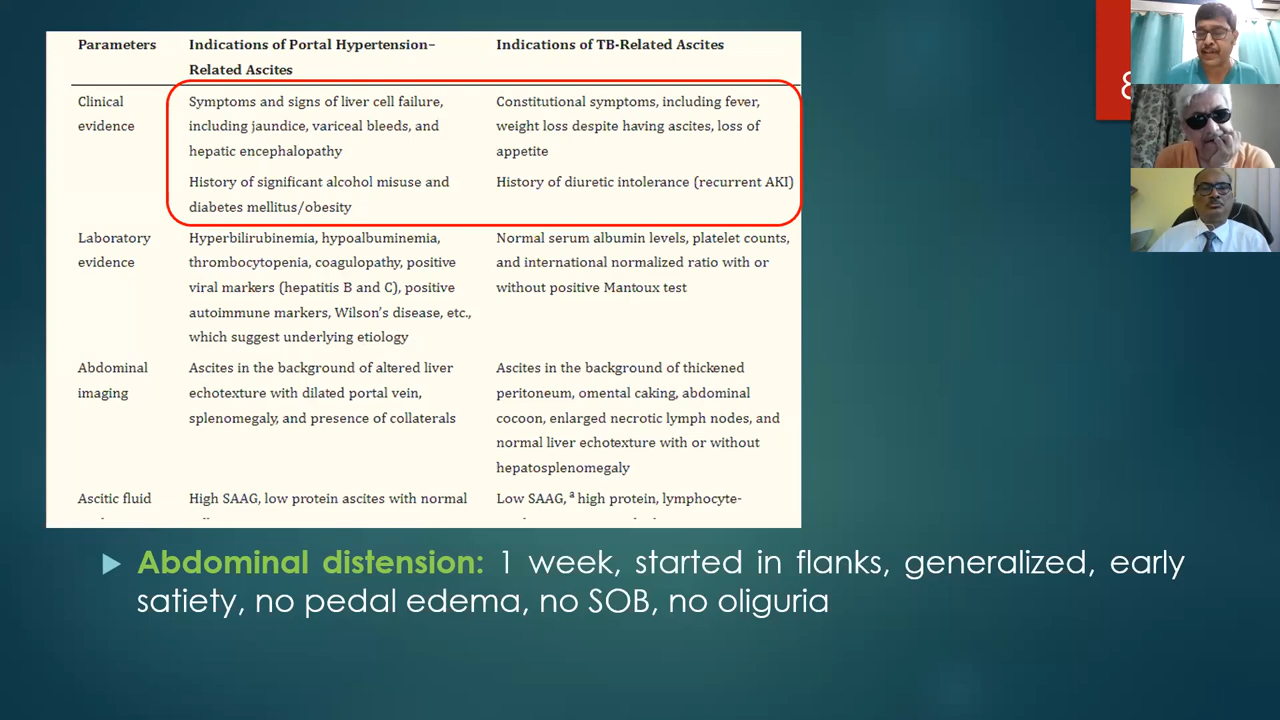 Parameters Indications of Portal Hypertension– Indications of TB-Related Ascites
Related Ascites
Clinical Symptoms and signs of liver cell failure, Constitutional symptoms, including fever,
evidence including jaundice, variceal bleeds, and weight loss despite having ascites, loss of
hepatic encephalopathy appetite
History of significant alcohol misuse and History of diuretic intolerance (recurrent AKI)
diabetes mellitus/obesity
Laboratory Hyperbilirubinemia, hypoalbuminemia, Normal serum albumin levels, platelet counts,
evidence thrombocytopenia, coagulopathy, positive and international normalized ratio with or
viral markers (hepatitis B and C), positive without positive Mantoux test
autoimmune markers, Wilson's disease, etc.,
which suggest underlying etiology
Abdominal Ascites in the background of altered liver Ascites in the background of thickened
imaging echotexture with dilated portal vein, peritoneum, omental caking, abdominal
splenomegaly, and presence of collaterals cocoon, enlarged necrotic lymph nodes, and
normal liver echotexture with or without
hepatosplenomegaly
Ascitic fluid High SAAG, low protein ascites with normal Low SAAG, a high protein, lymphocyte-
8
Abdominal distension: 1 week, started in flanks, generalized, early
satiety, no pedal edema, no SOB, no oliguria